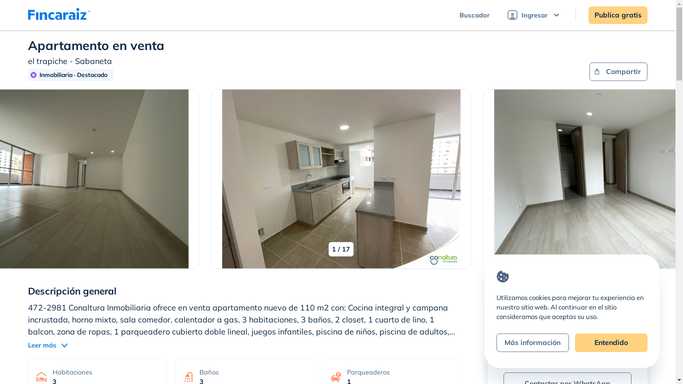 Fincaraiz
Buscador
Ingresar
Publica gratis
Apartamento en venta
el trapiche - Sabaneta
Inmobiliaria · Destacado
Compartir
1 / 17
conaltura
Descripción general
472-2981 Conaltura Inmobiliaria ofrece en venta apartamento nuevo de 110 m2 con: Cocina integral y campana
incrustada, horno mixto, sala comedor, calentador a gas, 3 habitaciones, 3 baños, 2 closet, 1 cuarto de lino, 1
balcon, zona de ropas, 1 parqueadero cubierto doble lineal, juegos infantiles, piscina de niños, piscina de adultos,...
Leer más
Habitaciones
3
Baños
3
Parqueaderos
1
Utilizamos cookies para mejorar tu experiencia en
nuestro sitio web. Al continuar en el sitio
consideramos que aceptas su uso.
Más información
Entendido
Contactar por WhatsApp